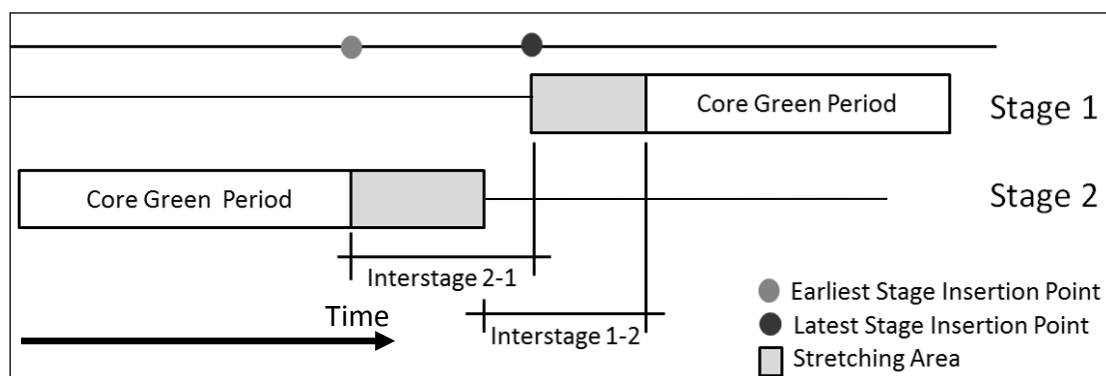 Core Green Period
Stage 1
Core Green Period
Stage 2
Interstage 2-1
Interstage 1-2
Time
Earliest Stage Insertion Point
Latest Stage Insertion Point
Stretching Area